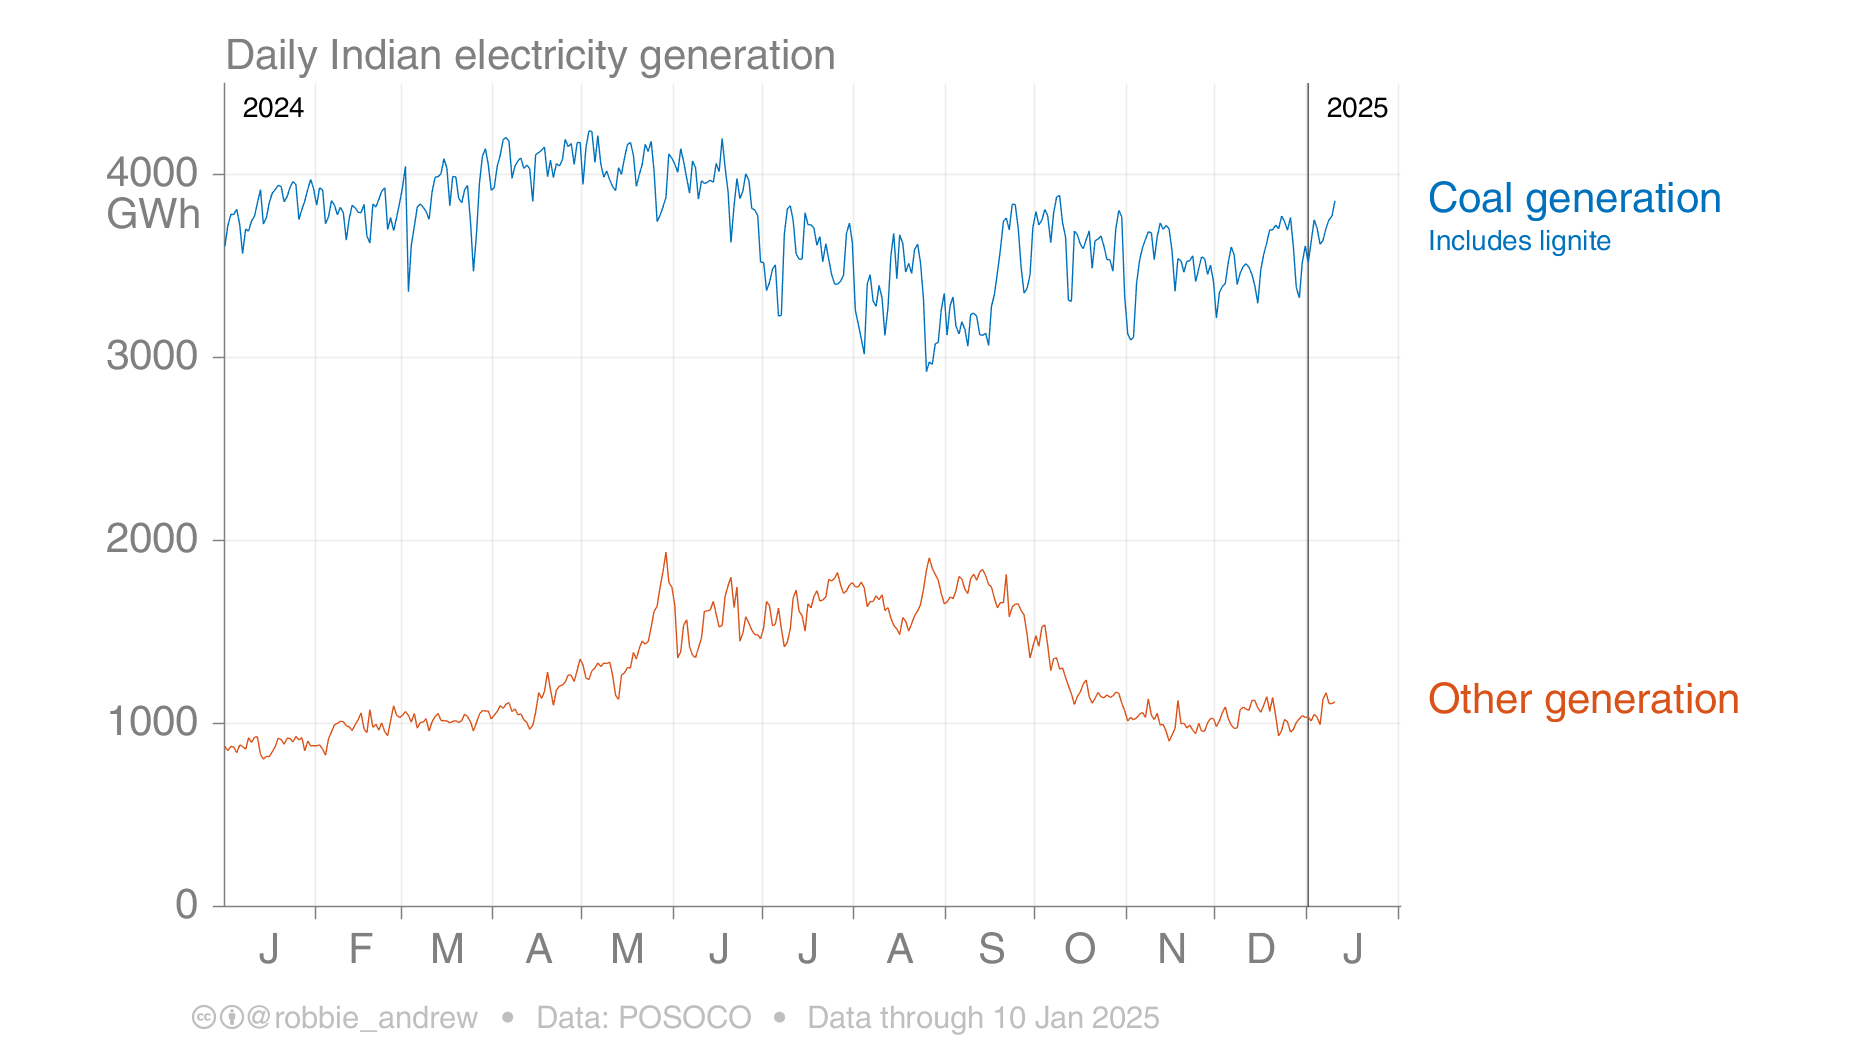 Daily Indian electricity generation
2024
2025
4000
GWh
3000
2000
1000
0
Coal generation
Includes lignite
Other generation
J F M A M J J A S O N D J
@robbie_andrew • Data: POSOCO • Data through 10 Jan 2025